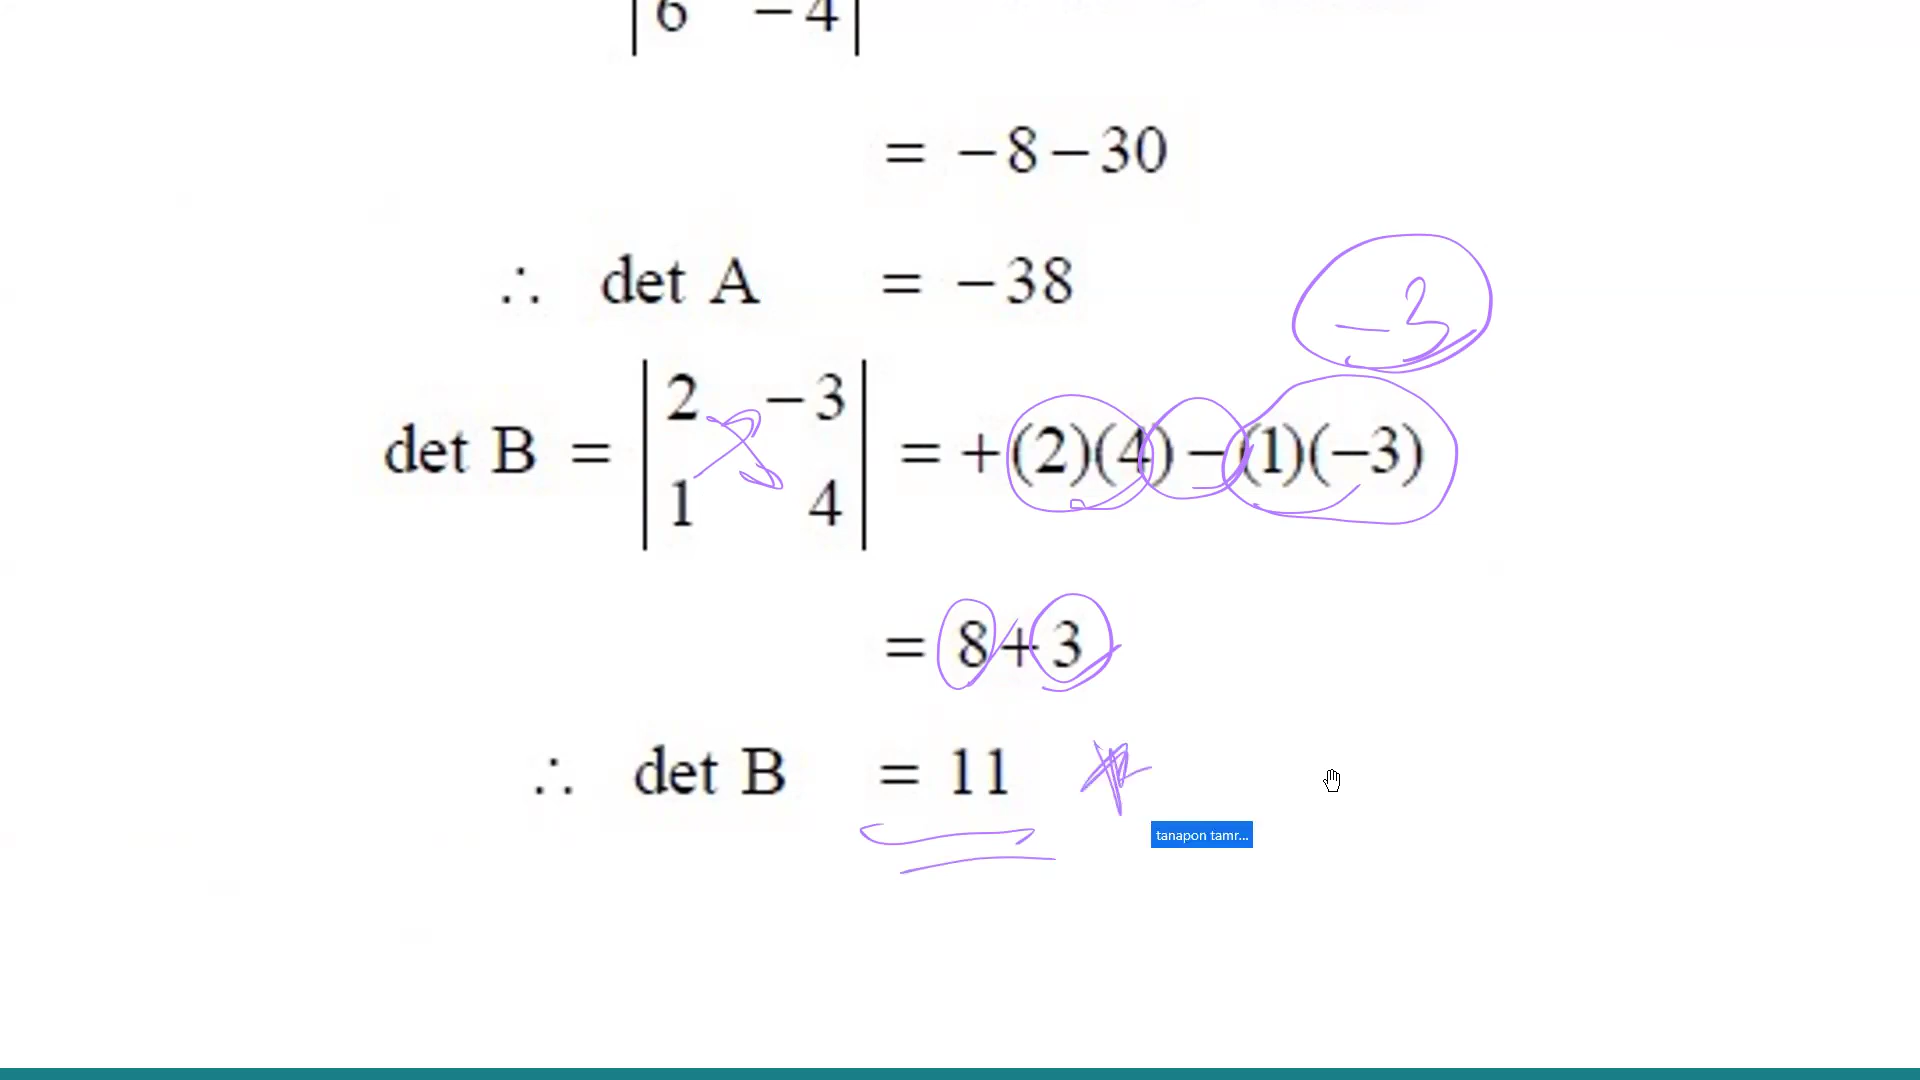 6 −4
= −8−30
∴ det A = −38
−3
2 −3
det B = = +(2)(4)−(1)(−3)
1 4
= 8+3
∴ det B = 11
tanapon tamr...